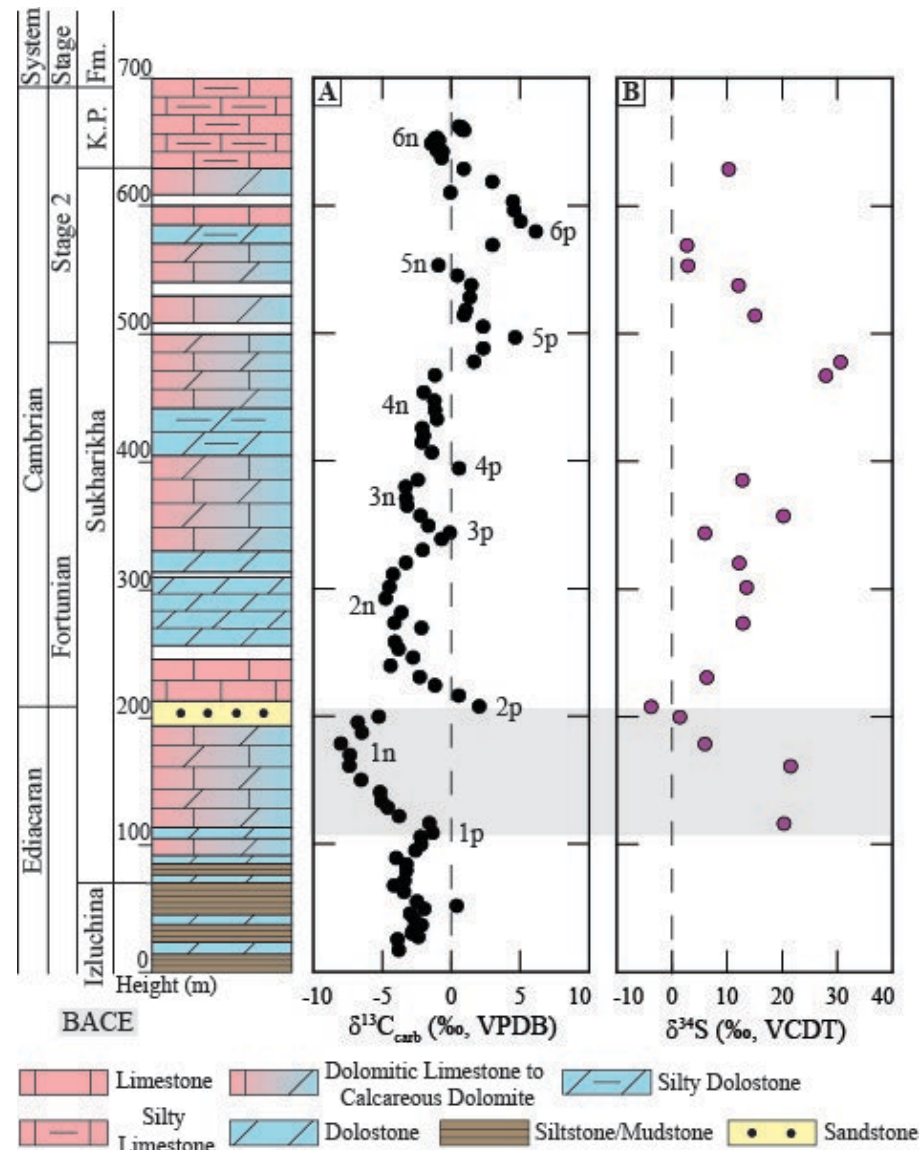 System
Stage
Fm.
Ediacaran
Cambrian
Fortunian
Stage 2
Izluchina
Sukharikha
K.P.
700
600
500
400
300
200
100
0
Height (m)
BACE
A
6n
6p
5n
5p
4n
4p
3n
3p
2n
2p
1n
1p
-10 -5 0 5 10
δ¹³C_carb (‰, VPDB)
B
-10 0 10 20 30 40
δ³⁴S (‰, VCDT)
Limestone
Dolomitic Limestone to
Calcareous Dolomite
Silty Dolostone
Silty
Limestone
Dolostone
Siltstone/Mudstone
Sandstone